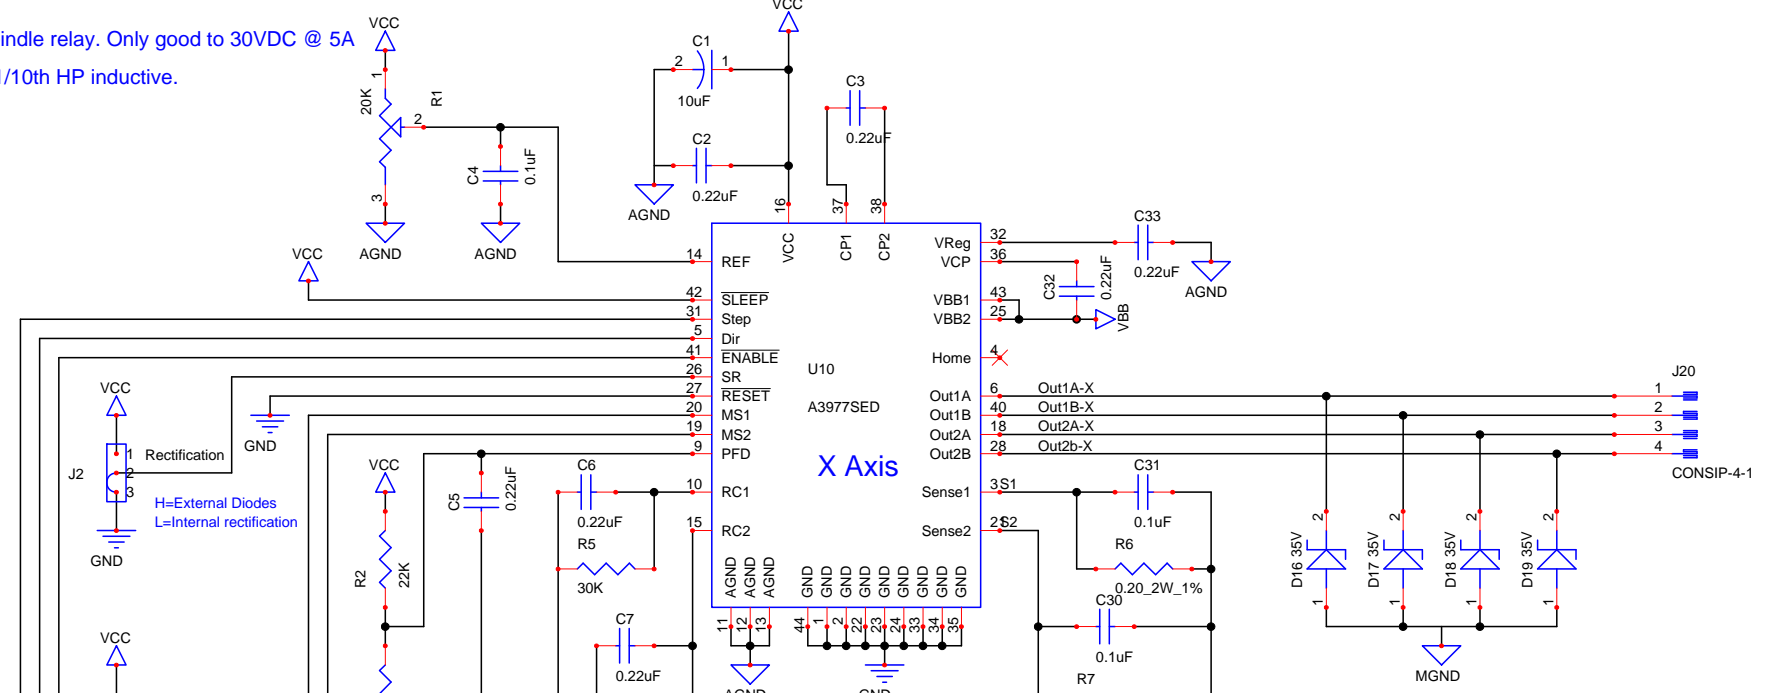 indle relay. Only good to 30VDC @ 5A
1/10th HP inductive.
VCC
1
20K
R1
2
3
AGND
C4
0.1uF
AGND
VCC
C1
2
1
10uF
C2
0.22uF
AGND
C3
0.22uF
16
37
38
VCC
CP1
CP2
VCC
14 REF
42 SLEEP
31 Step
5 Dir
41 ENABLE
26 SR
27 RESET
20 MS1
19 MS2
9 PFD
10 RC1
15 RC2
U10
A3977SED
X Axis
VReg 32
VCP 36
VBB1 43
VBB2 25
Home 4
Out1A 6 Out1A-X
Out1B 40 Out1B-X
Out2A 18 Out2A-X
Out2B 28 Out2b-X
Sense1 3 S1
Sense2 21 S2
C33
0.22uF
AGND
C32
0.22uF
VBB
J20
1
2
3
4
CONSIP-4-1
VCC
J2
1
2
3
Rectification
H=External Diodes
L=Internal rectification
GND
GND
VCC
R2
22K
C5
0.22uF
C6
0.22uF
R5
30K
C7
0.22uF
VCC
AGND AGND AGND
GND GND GND GND GND GND GND GND GND
11 12 13
44 1 2 22 23 24 33 34 35
AGND
GND
C31
0.1uF
R6
0.20_2W_1%
C30
0.1uF
R7
D16 35V
2
1
D17 35V
2
1
D18 35V
2
1
D19 35V
2
1
MGND